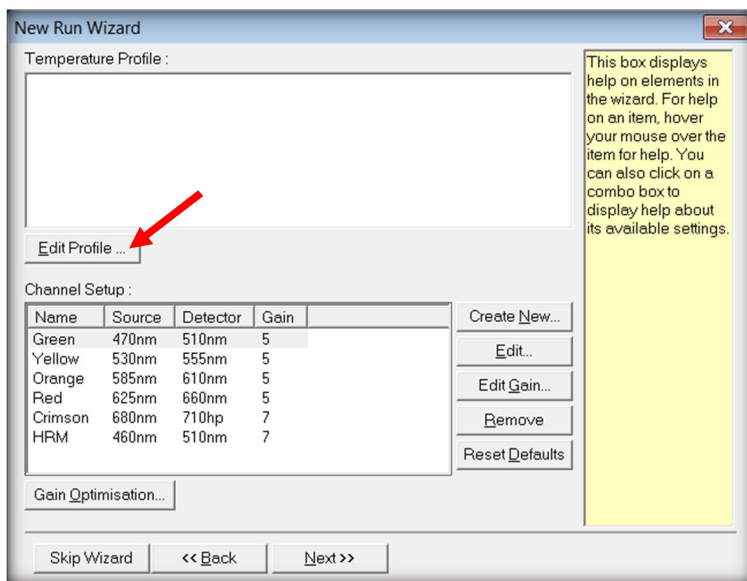 New Run Wizard
Temperature Profile :
This box displays
help on elements in
the wizard. For help
on an item, hover
your mouse over the
item for help. You
can also click on a
combo box to
display help about
its available settings.
Edit Profile ...
Channel Setup :
Name Source Detector Gain
Green 470nm 510nm 5
Yellow 530nm 555nm 5
Orange 585nm 610nm 5
Red 625nm 660nm 5
Crimson 680nm 710hp 7
HRM 460nm 510nm 7
Create New...
Edit...
Edit Gain...
Remove
Reset Defaults
Gain Optimisation...
Skip Wizard << Back Next >>